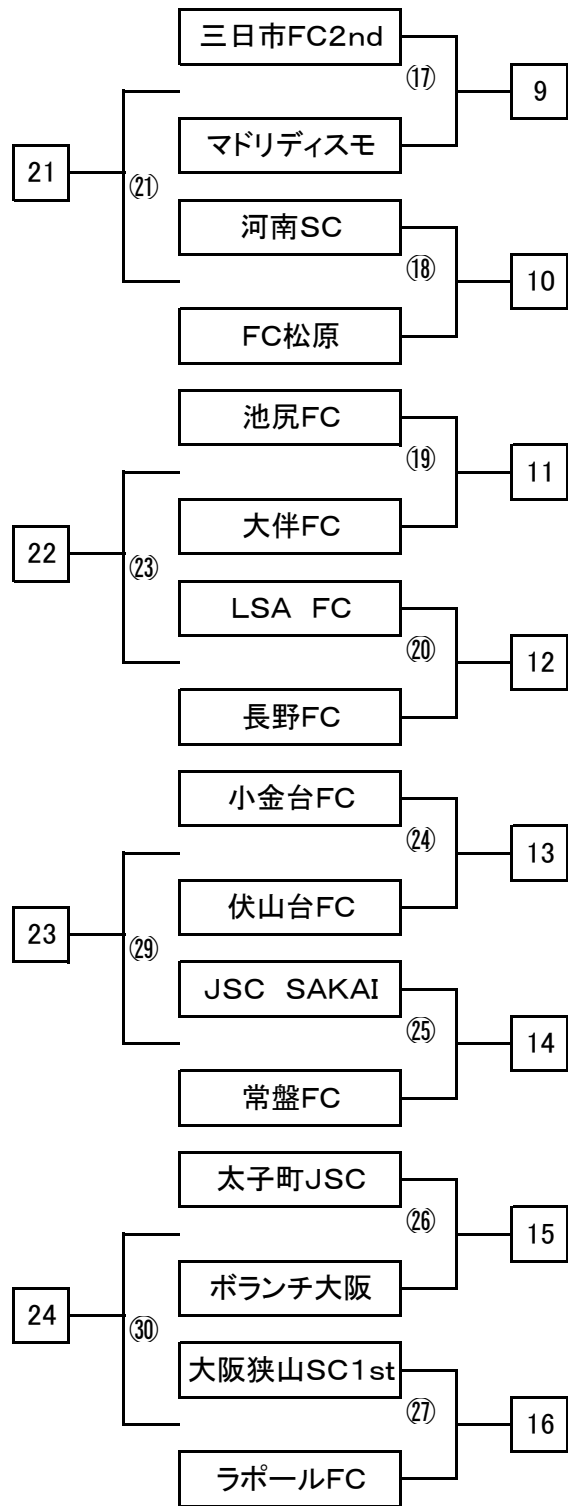 三日市FC2nd
⑰
9
マドリディスモ
21
㉑
河南SC
⑱
10
FC松原
池尻FC
⑲
11
大伴FC
22
㉓
LSA FC
⑳
12
長野FC
小金台FC
㉔
13
伏山台FC
23
㉙
JSC SAKAI
㉕
14
常盤FC
太子町JSC
㉖
15
ボランチ大阪
24
㉚
大阪狭山SC1st
㉗
16
ラポールFC